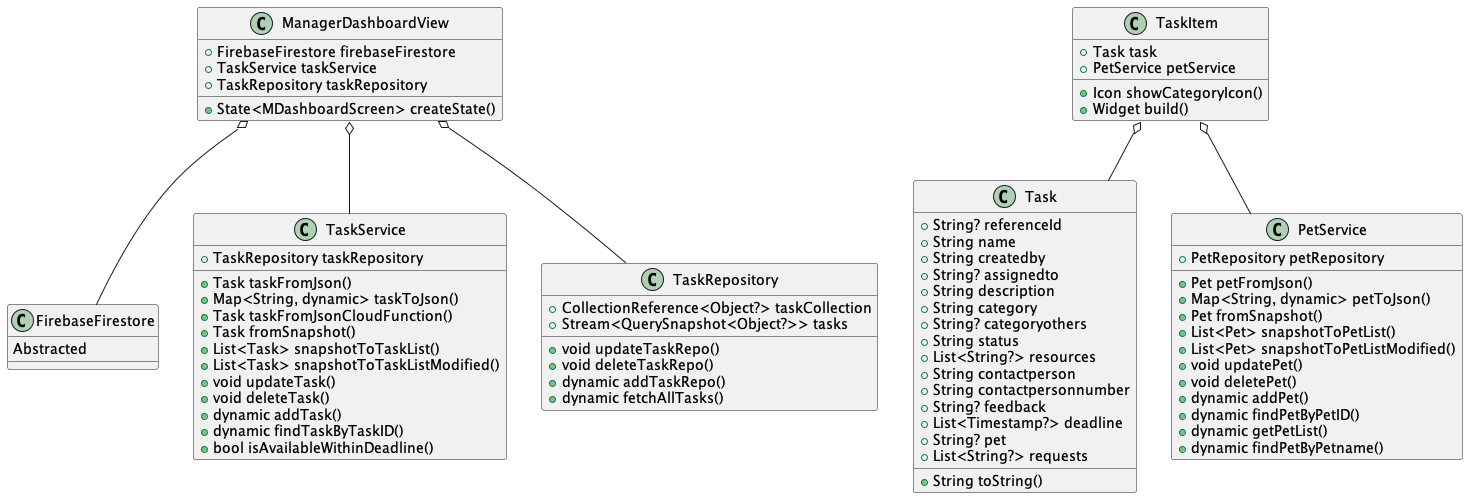 C ManagerDashboardView
FirebaseFirestore firebaseFirestore
TaskService taskService
TaskRepository taskRepository
State<MDashboardScreen> createState()
C TaskItem
Task task
PetService petService
Icon showCategoryIcon()
Widget build()
C FirebaseFirestore
Abstracted
C TaskService
TaskRepository taskRepository
Task taskFromJson()
Map<String, dynamic> taskToJson()
Task taskFromJsonCloudFunction()
Task fromSnapshot()
List<Task> snapshotToTaskList()
List<Task> snapshotToTaskListModified()
void updateTask()
void deleteTask()
dynamic addTask()
dynamic findTaskByTaskID()
bool isAvailableWithinDeadline()
C TaskRepository
CollectionReference<Object?> taskCollection
Stream<QuerySnapshot<Object?>> tasks
void updateTaskRepo()
void deleteTaskRepo()
dynamic addTaskRepo()
dynamic fetchAllTasks()
C Task
String? referenceId
String name
String createdby
String? assignedto
String description
String category
String? categoryothers
String status
List<String?> resources
String contactperson
String contactpersonnumber
String? feedback
List<Timestamp?> deadline
String? pet
List<String?> requests
String toString()
C PetService
PetRepository petRepository
Pet petFromJson()
Map<String, dynamic> petToJson()
Pet fromSnapshot()
List<Pet> snapshotToPetList()
List<Pet> snapshotToPetListModified()
void updatePet()
void deletePet()
dynamic addPet()
dynamic findPetByPetID()
dynamic getPetList()
dynamic findPetByPetname()